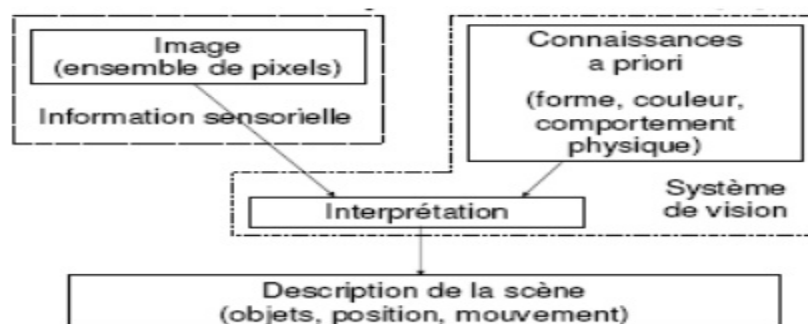 Image
(ensemble de pixels)
Information sensorielle
Connaissances
a priori
(forme, couleur,
comportement
physique)
Système
de vision
Interprétation
Description de la scène
(objets, position, mouvement)